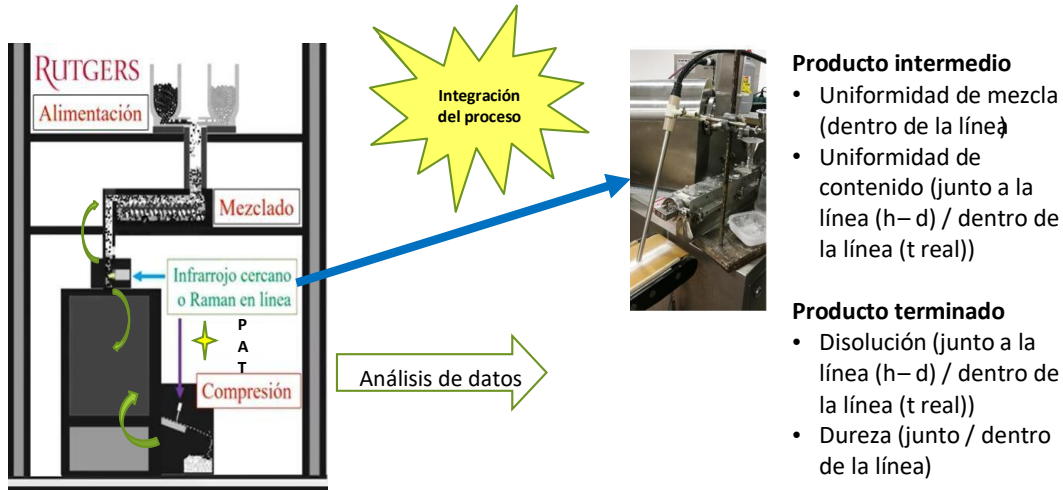 RUTGERS
Alimentación
Mezclado
Infrarrojo cercano
o Raman en línea
P
A
T
Compresión
Integración
del proceso
Análisis de datos
Producto intermedio
• Uniformidad de mezcla
(dentro de la línea)
• Uniformidad de
contenido (junto a la
línea (h– d) / dentro de
la línea (t real))
Producto terminado
• Disolución (junto a la
línea (h– d) / dentro de
la línea (t real))
• Dureza (junto / dentro
de la línea)